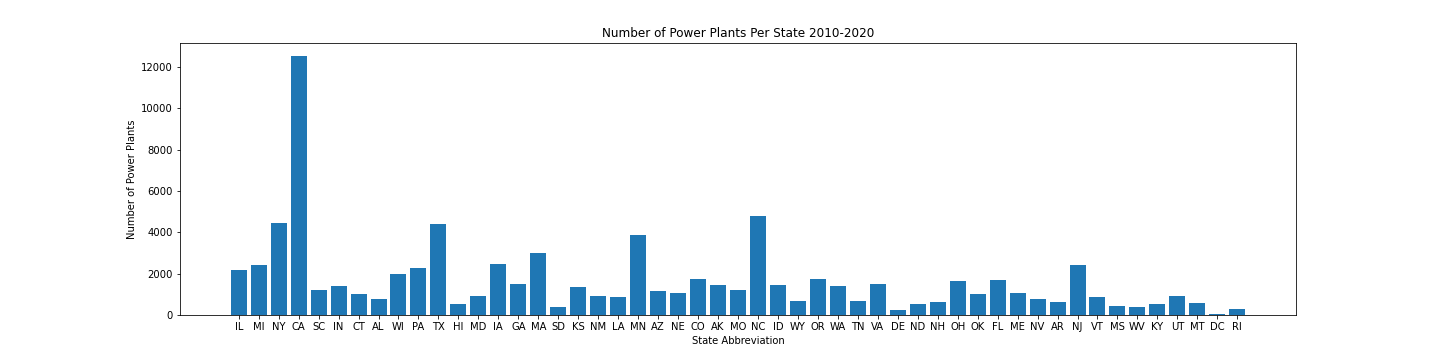 Number of Power Plants Per State 2010-2020
12000
10000
8000
6000
4000
2000
0
Number of Power Plants
IL MI NY CA SC IN CT AL WI PA TX HI MD IA GA MA SD KS NM LA MN AZ NE CO AK MO NC ID WY OR WA TN VA DE ND NH OH OK FL ME NV AR NJ VT MS WV KY UT MT DC RI
State Abbreviation